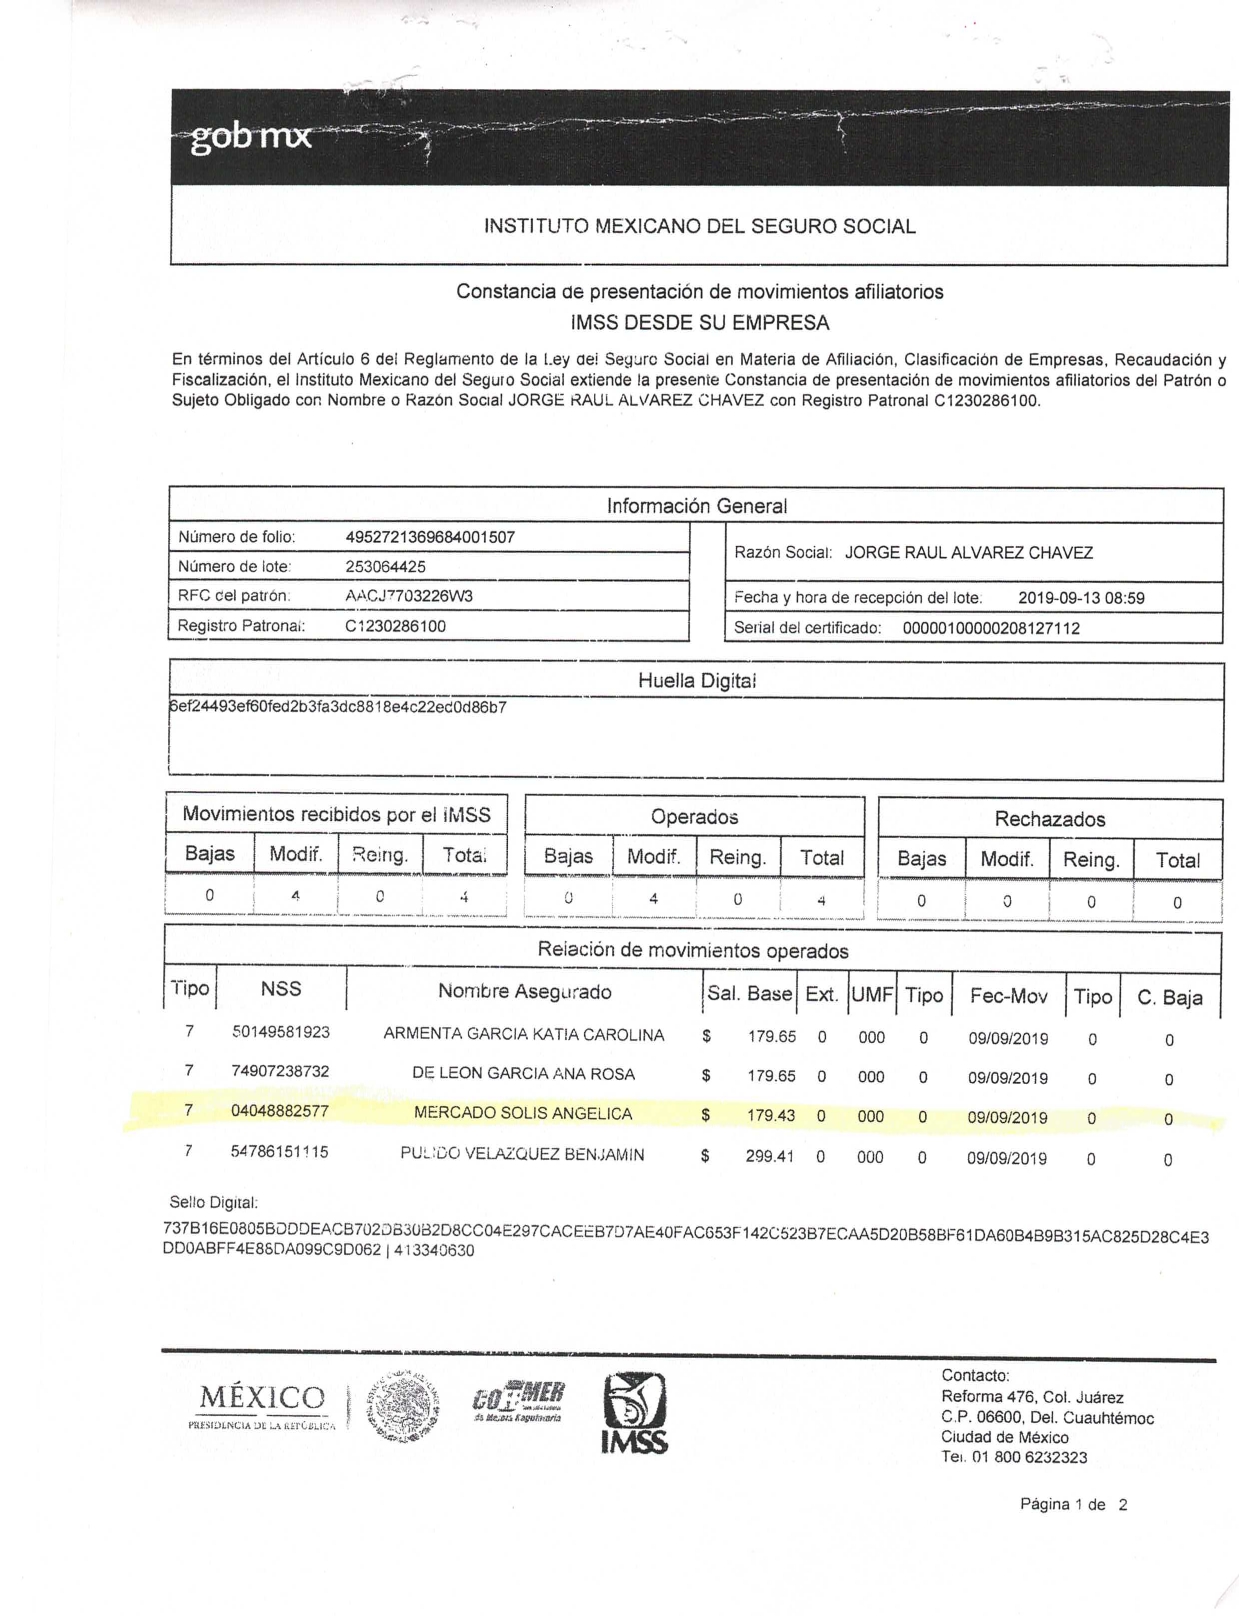 gob mx
INSTITUTO MEXICANO DEL SEGURO SOCIAL
Constancia de presentación de movimientos afiliatorios
IMSS DESDE SU EMPRESA
En términos del Artículo 6 del Reglamento de la Ley del Seguro Social en Materia de Afiliación, Clasificación de Empresas, Recaudación y
Fiscalización, el Instituto Mexicano del Seguro Social extiende la presente Constancia de presentación de movimientos afiliatorios del Patrón o
Sujeto Obligado con Nombre o Razón Social JORGE RAUL ALVAREZ CHAVEZ con Registro Patronal C1230286100.
Información General
Número de folio: 4952721369684001507
Número de lote: 253064425
RFC del patrón: AACJ7703226W3
Registro Patronal: C1230286100
Razón Social: JORGE RAUL ALVAREZ CHAVEZ
Fecha y hora de recepción del lote: 2019-09-13 08:59
Serial del certificado: 00000100000208127112
Huella Digital
6ef24493ef60fed2b3fa3dc8818e4c22ed0d86b7
Movimientos recibidos por el IMSS Operados Rechazados
Bajas Modif. Reing. Total Bajas Modif. Reing. Total Bajas Modif. Reing. Total
0 4 0 4 0 4 0 4 0 0 0 0
Relación de movimientos operados
Tipo NSS Nombre Asegurado Sal. Base Ext. UMF Tipo Fec-Mov Tipo C. Baja
7 50149581923 ARMENTA GARCIA KATIA CAROLINA $ 179.65 0 000 0 09/09/2019 0 0
7 74907238732 DE LEON GARCIA ANA ROSA $ 179.65 0 000 0 09/09/2019 0 0
7 04048882577 MERCADO SOLIS ANGELICA $ 179.43 0 000 0 09/09/2019 0 0
7 54786151115 PULIDO VELAZQUEZ BENJAMIN $ 299.41 0 000 0 09/09/2019 0 0
Sello Digital:
737B16E0805BDDDEACB702DB30B2D8CC04E297CACEEB7D7AE40FAC653F142C523B7ECAA5D20B58BF61DA60B4B9B315AC825D28C4E3
DD0ABFF4E88DA099C9D062 | 413340630
MÉXICO
PRESIDENCIA DE LA REPÚBLICA
COFEMER
de Mejora Regulatoria
IMSS
Contacto:
Reforma 476, Col. Juárez
C.P. 06600, Del. Cuauhtémoc
Ciudad de México
Tel. 01 800 6232323
Página 1 de 2